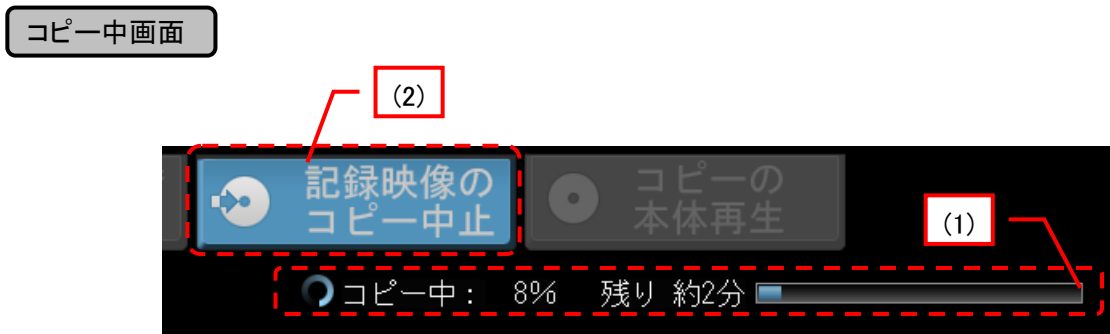 コピー中画面
(2)
記録映像の
コピー中止
コピーの
本体再生
(1)
コピー中： 8% 残り 約2分